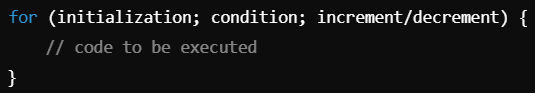 for (initialization; condition; increment/decrement) {
    // code to be executed
}